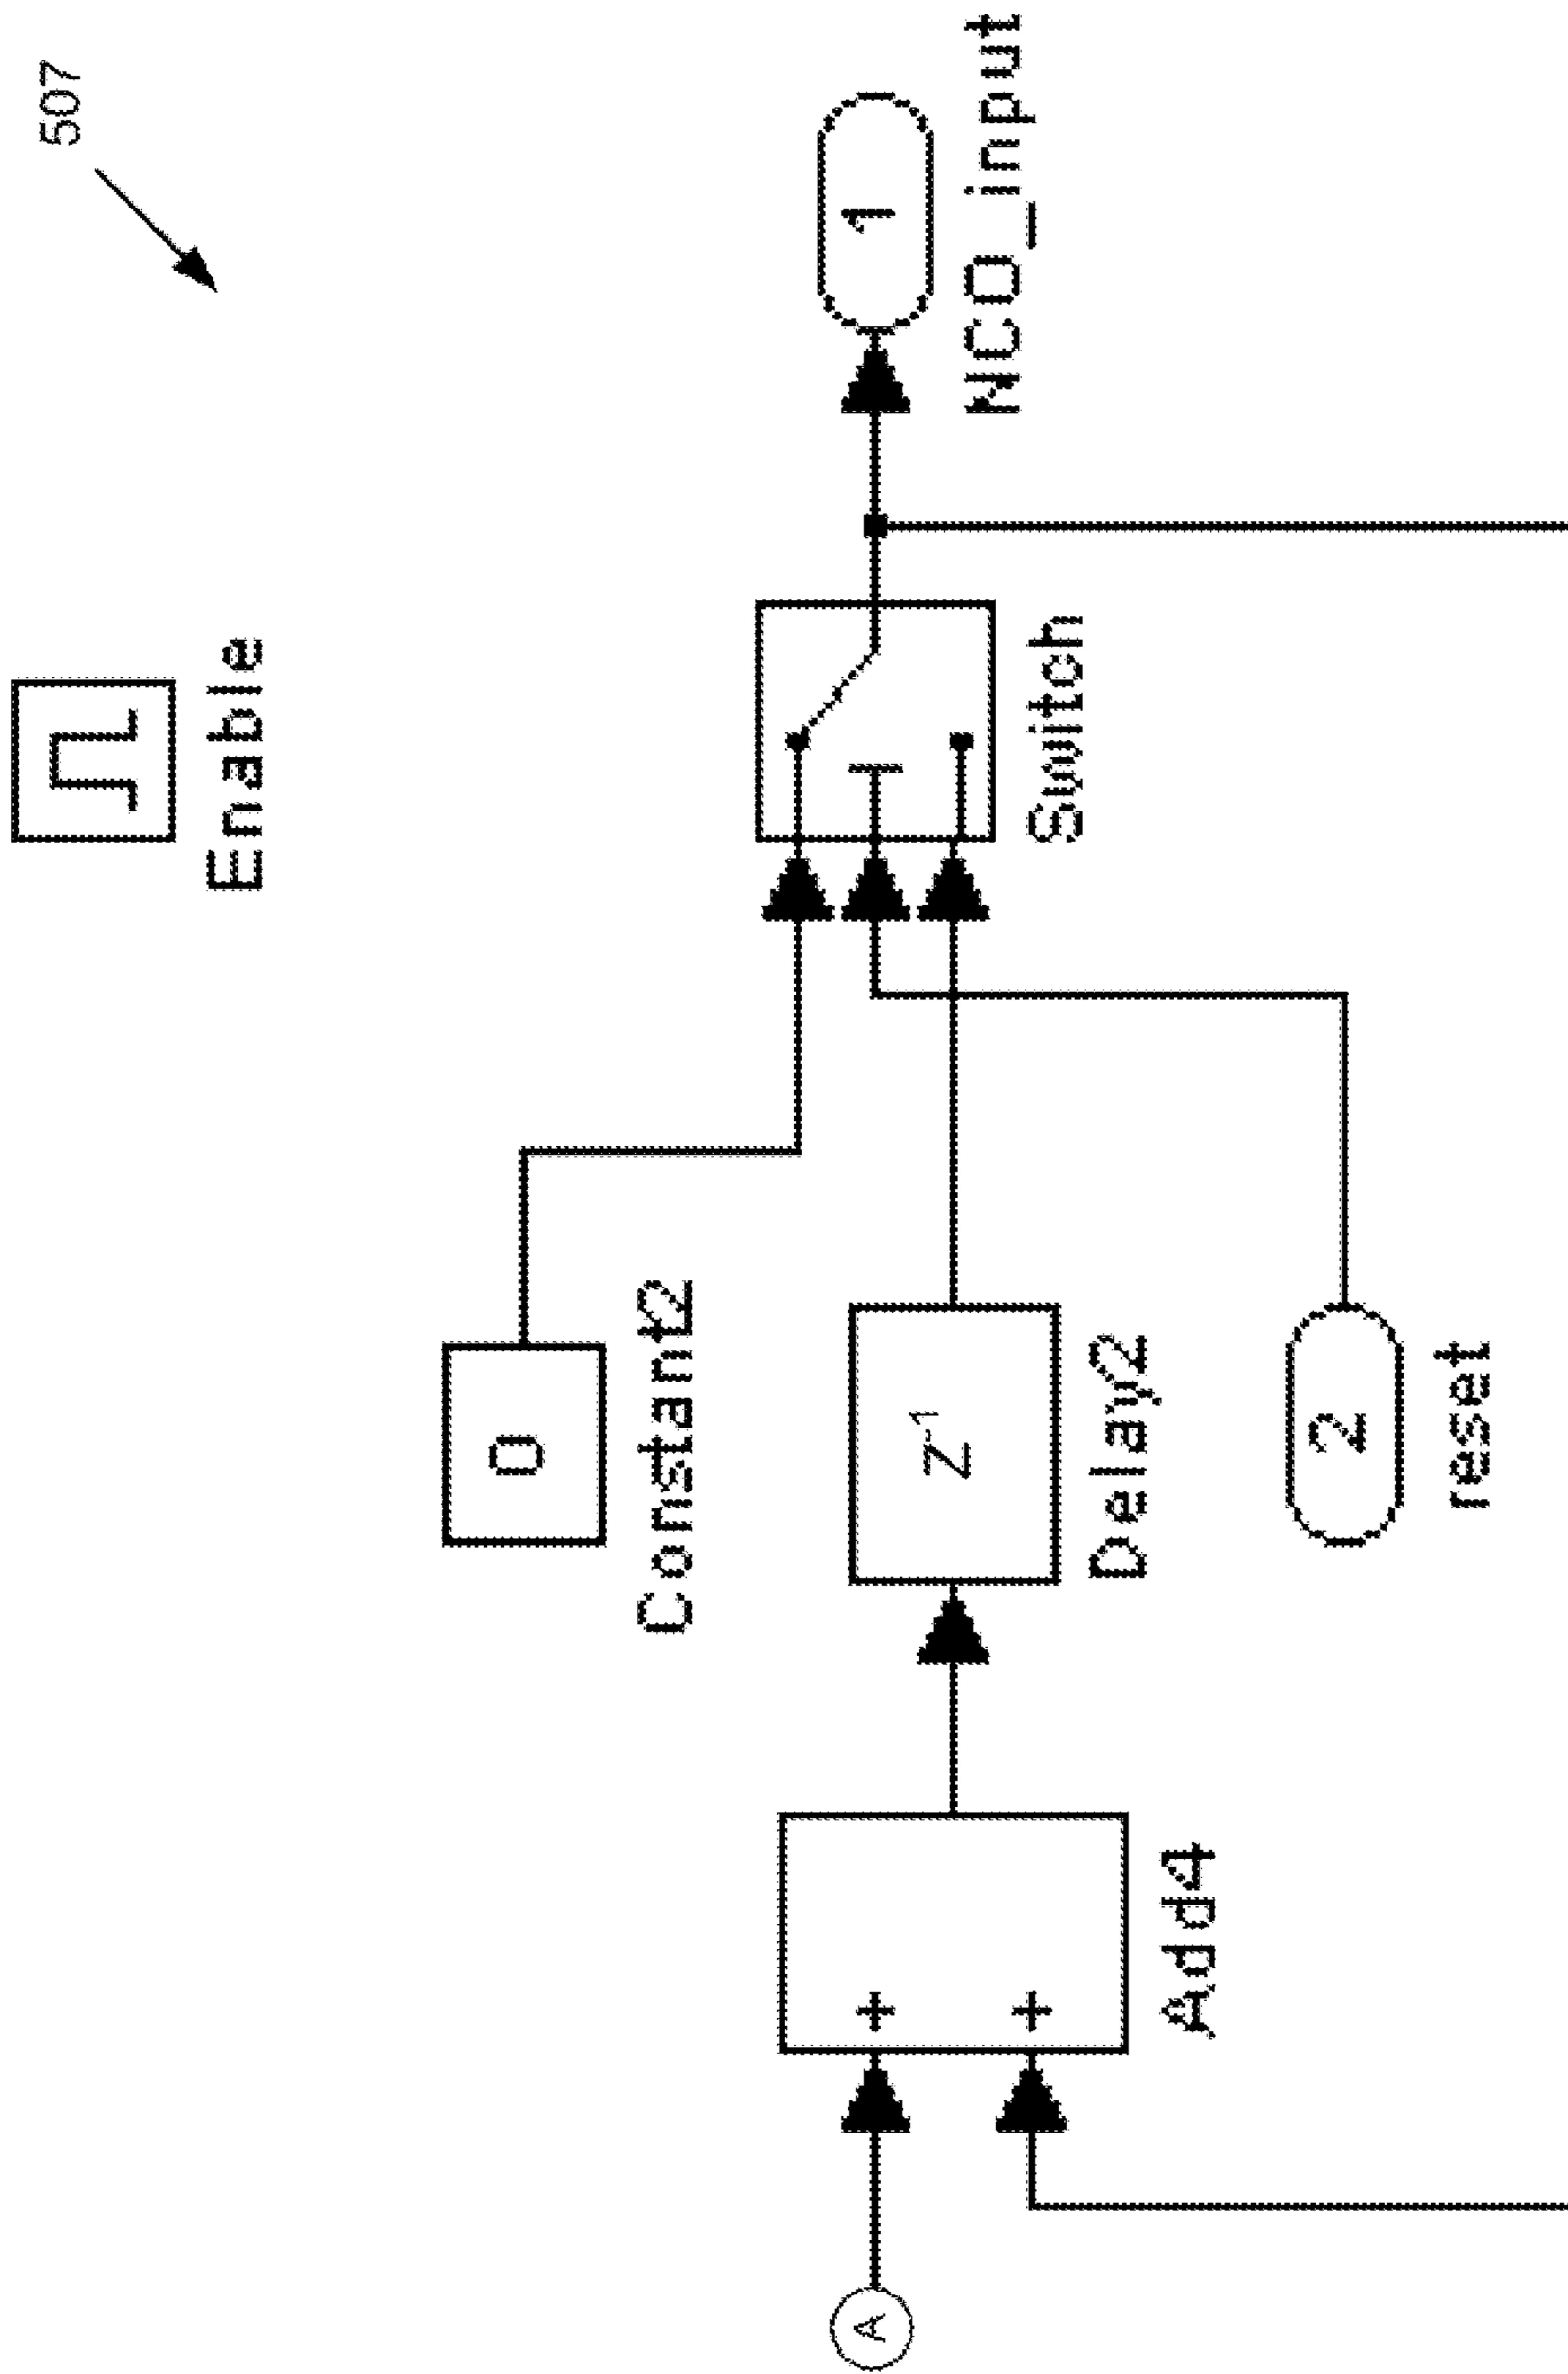 507
Enable
1
NCO_input
Switch
0
Constant2
Z-1
Delay2
2
reset
+
+
Add4
A